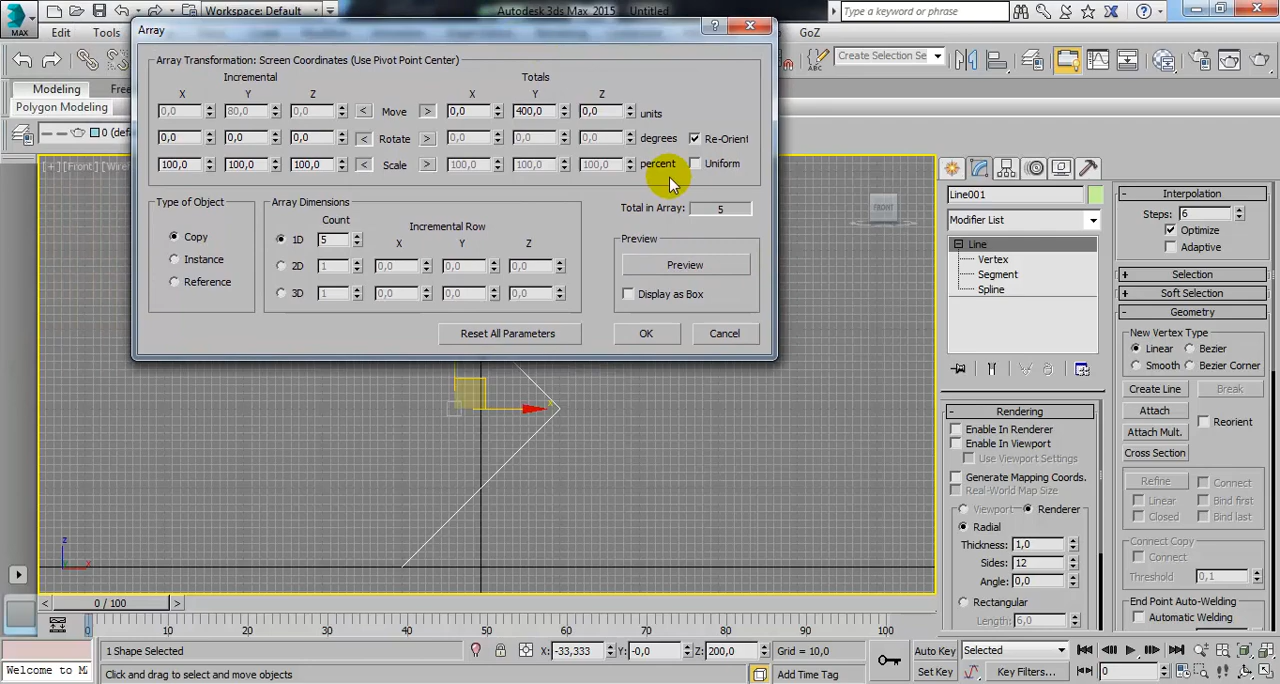 Workspace: Default
Autodesk 3ds Max 2015
Untitled
Type a keyword or phrase
MAX
Edit
Tools
GoZ
Create Selection Se
Modeling
Free
Polygon Modeling
0 (def
Array
Array Transformation: Screen Coordinates (Use Pivot Point Center)
Incremental
Totals
X Y Z X Y Z
0,0 80,0 0,0 < Move > 0,0 400,0 0,0 units
0,0 0,0 0,0 < Rotate > 0,0 0,0 0,0 degrees Re-Orient
100,0 100,0 100,0 < Scale > 100,0 100,0 100,0 percent Uniform
Type of Object
Copy
Instance
Reference
Array Dimensions
Count
Incremental Row
X Y Z
1D 5
2D 1 0,0 0,0 0,0
3D 1 0,0 0,0 0,0
Total in Array: 5
Preview
Preview
Display as Box
Reset All Parameters
OK
Cancel
[+] [Front] [Wire
FRONT
x
z
x
Line001
Modifier List
Line
Vertex
Segment
Spline
Rendering
Enable In Renderer
Enable In Viewport
Use Viewport Settings
Generate Mapping Coords.
Real-World Map Size
Viewport
Renderer
Radial
Thickness: 1,0
Sides: 12
Angle: 0,0
Rectangular
Length: 6,0
Interpolation
Steps: 6
Optimize
Adaptive
Selection
Soft Selection
Geometry
New Vertex Type
Linear
Bezier
Smooth
Bezier Corner
Create Line
Break
Attach
Reorient
Attach Mult.
Cross Section
Refine
Connect
Linear
Bind first
Closed
Bind last
Connect Copy
Connect
Threshold 0,1
End Point Auto-Welding
Automatic Welding
0 / 100
0 10 20 30 40 50 60 70 80 90 100
1 Shape Selected
X: -33,333
Y: -0,0
Z: 200,0
Grid = 10,0
Auto Key
Selected
Welcome to M
Click and drag to select and move objects
Add Time Tag
Set Key
Key Filters...
0